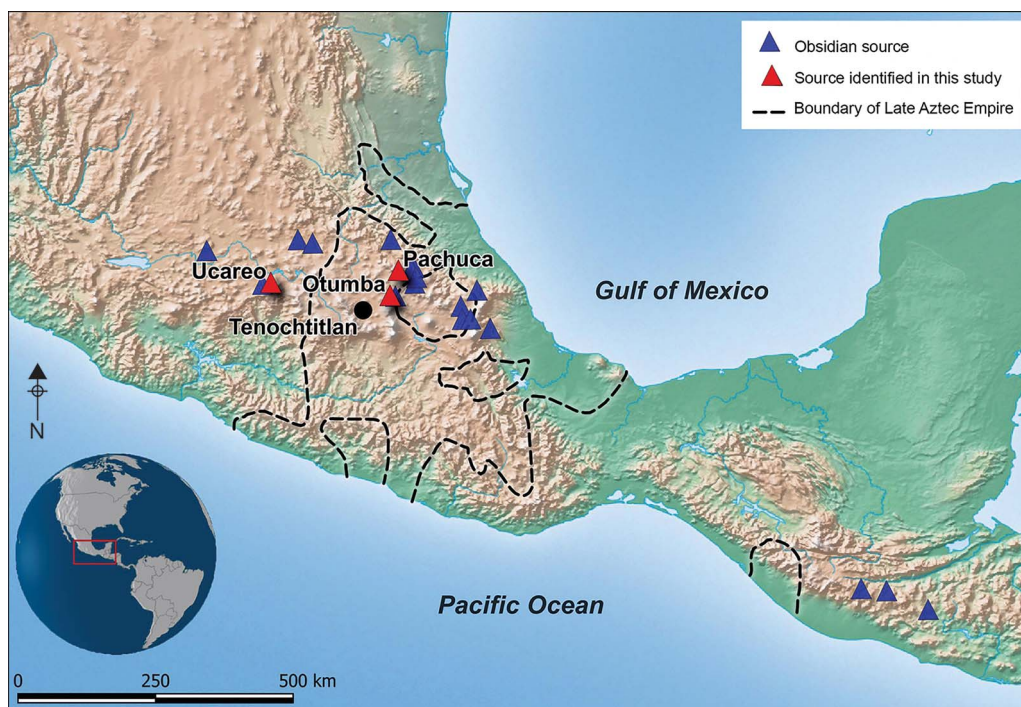 Obsidian source
Source identified in this study
Boundary of Late Aztec Empire
Pachuca
Ucareo
Otumba
Tenochtitlan
Gulf of Mexico
N
Pacific Ocean
0 250 500 km